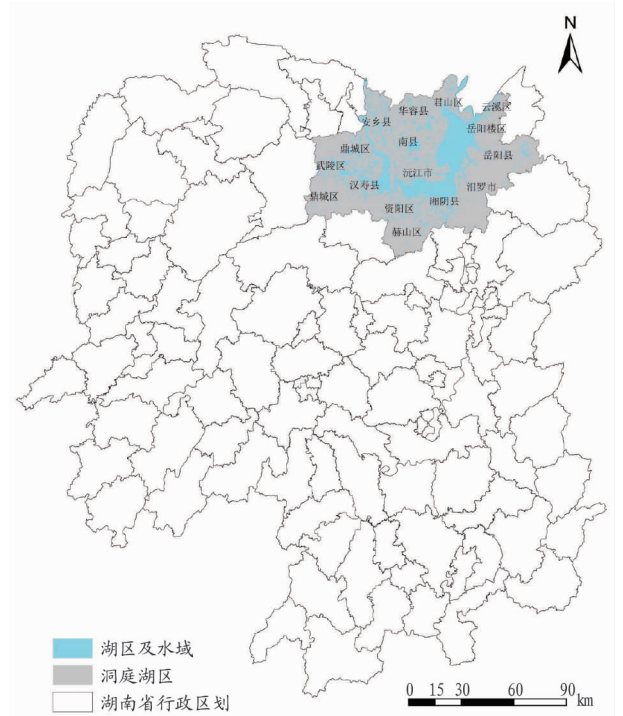 N
君山区
云溪区
华容县
安乡县
岳阳楼区
南县
鼎城区
岳阳县
武陵区
沅江市
汉寿县
汨罗市
鼎城区
湘阴县
资阳区
赫山区
湖区及水域
洞庭湖区
湖南省行政区划
0 15 30 60 90
km